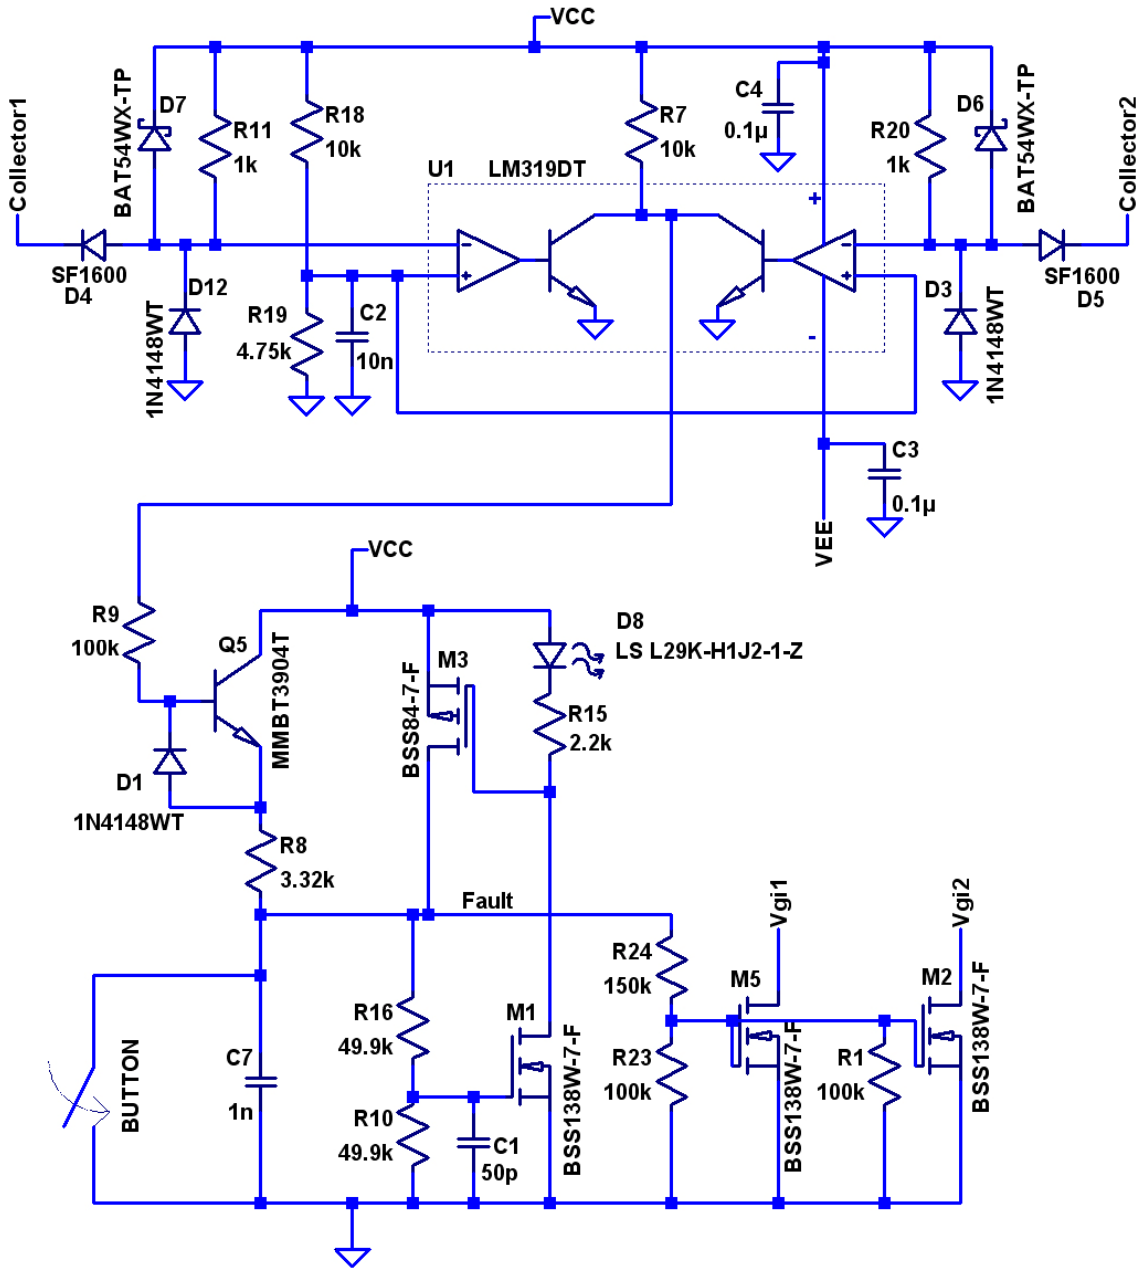 VCC
Collector1
BAT54WX-TP
D7
R11
1k
R18
10k
R7
10k
C4
0.1µ
R20
1k
D6
BAT54WX-TP
Collector2
U1
LM319DT
+
-
+
-
+
-
SF1600
D4
D12
1N4148WT
R19
4.75k
C2
10n
D3
1N4148WT
SF1600
D5
C3
0.1µ
VEE
VCC
R9
100k
Q5
MMBT3904T
D1
1N4148WT
M3
BSS84-7-F
D8
LS L29K-H1J2-1-Z
R15
2.2k
R8
3.32k
Fault
Vgi1
Vgi2
R24
150k
M5
BSS138W-7-F
M2
BSS138W-7-F
R16
49.9k
M1
BSS138W-7-F
R23
100k
R1
100k
BUTTON
C7
1n
R10
49.9k
C1
50p